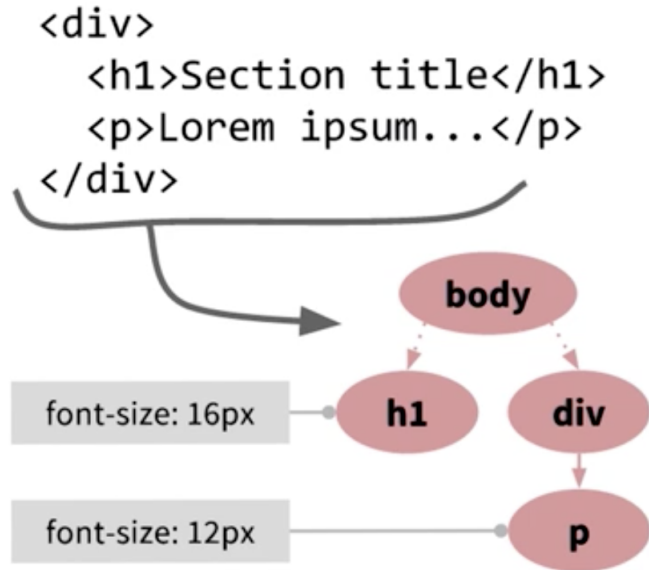 <div>
<h1>Section title</h1>
<p>Lorem ipsum...</p>
</div>
body
font-size: 16px
h1
div
font-size: 12px
p